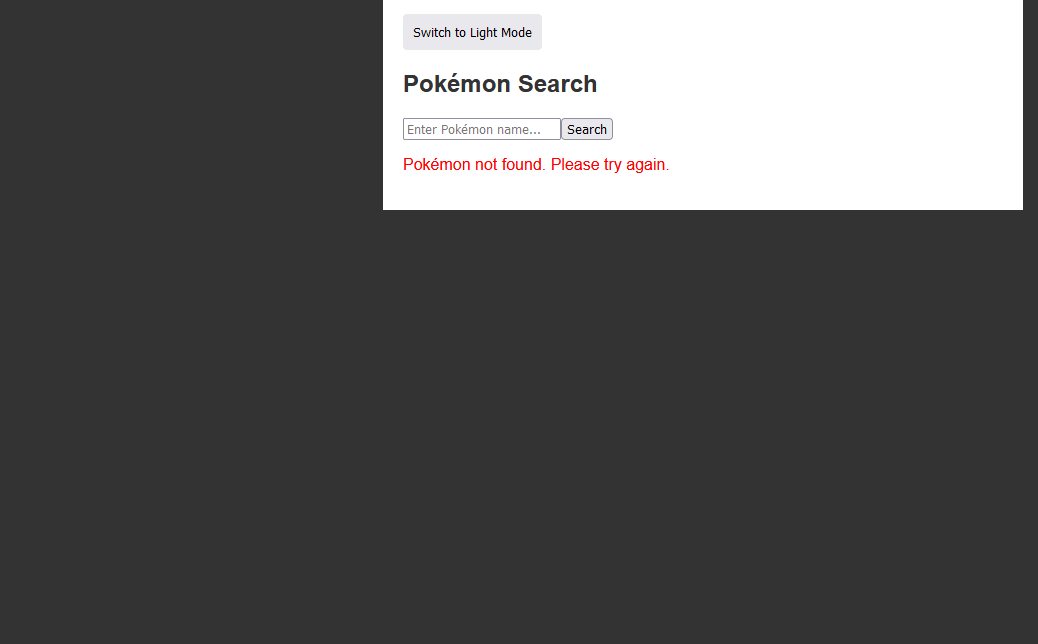 Switch to Light Mode
Pokémon Search
Enter Pokémon name... Search
Pokémon not found. Please try again.